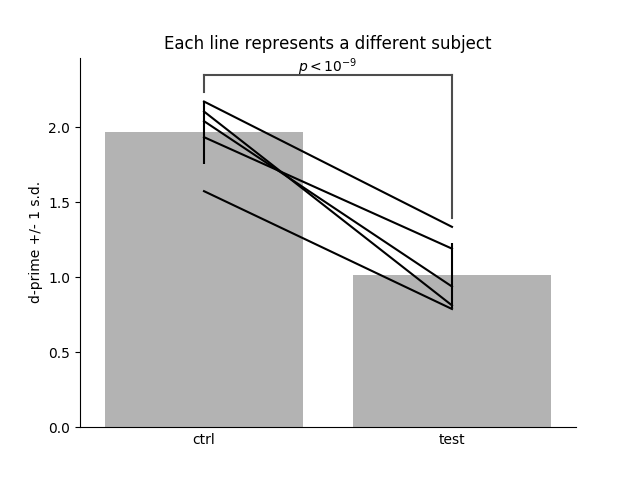 Each line represents a different subject
p < 10⁻⁹
d-prime +/- 1 s.d.
2.0
1.5
1.0
0.5
0.0
ctrl
test